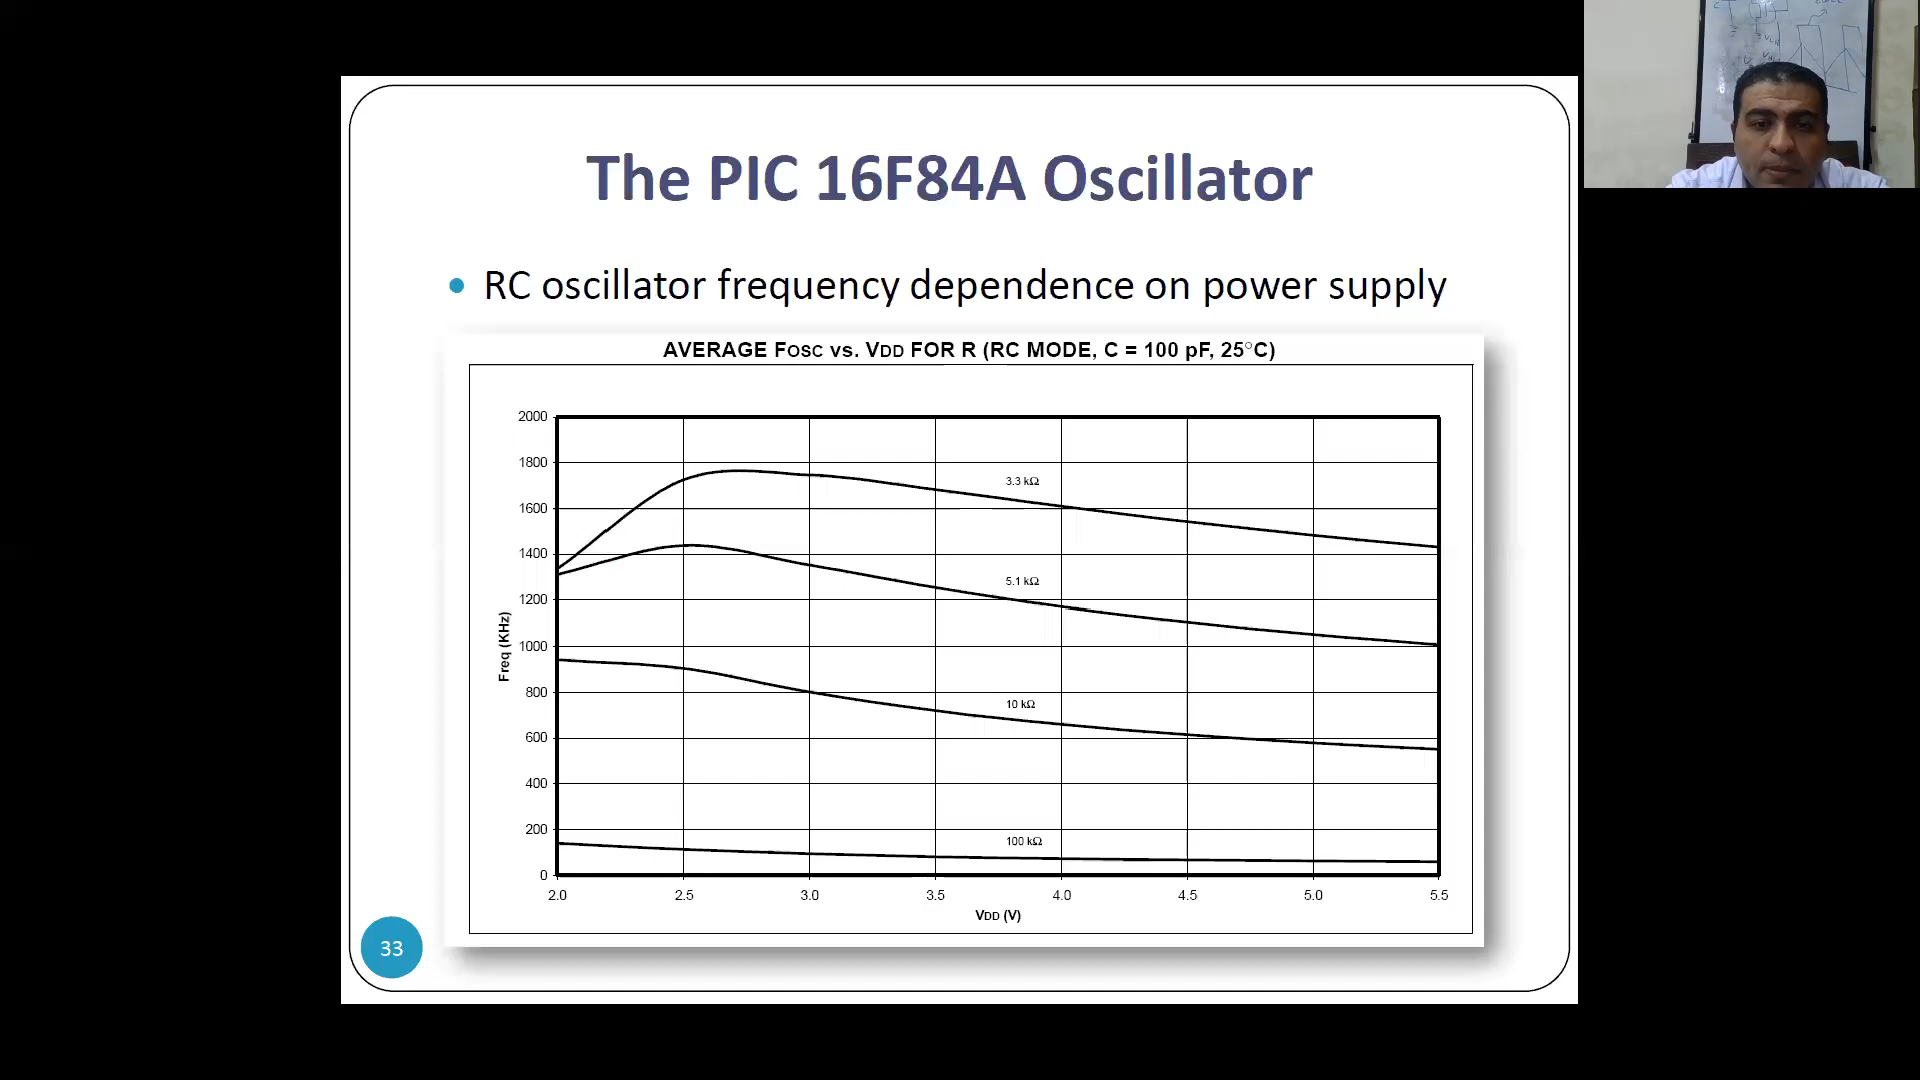 The PIC 16F84A Oscillator
• RC oscillator frequency dependence on power supply
AVERAGE FOSC vs. VDD FOR R (RC MODE, C = 100 pF, 25°C)
2000
1800
1600
1400
1200
1000
800
600
400
200
0
Freq (KHz)
3.3 kΩ
5.1 kΩ
10 kΩ
100 kΩ
2.0 2.5 3.0 3.5 4.0 4.5 5.0 5.5
VDD (V)
33